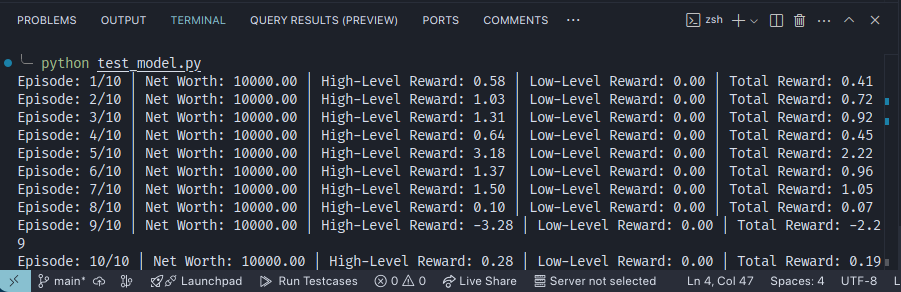 PROBLEMS OUTPUT TERMINAL QUERY RESULTS (PREVIEW) PORTS COMMENTS ··· zsh
python test_model.py
Episode: 1/10 | Net Worth: 10000.00 | High-Level Reward: 0.58 | Low-Level Reward: 0.00 | Total Reward: 0.41
Episode: 2/10 | Net Worth: 10000.00 | High-Level Reward: 1.03 | Low-Level Reward: 0.00 | Total Reward: 0.72
Episode: 3/10 | Net Worth: 10000.00 | High-Level Reward: 1.31 | Low-Level Reward: 0.00 | Total Reward: 0.92
Episode: 4/10 | Net Worth: 10000.00 | High-Level Reward: 0.64 | Low-Level Reward: 0.00 | Total Reward: 0.45
Episode: 5/10 | Net Worth: 10000.00 | High-Level Reward: 3.18 | Low-Level Reward: 0.00 | Total Reward: 2.22
Episode: 6/10 | Net Worth: 10000.00 | High-Level Reward: 1.37 | Low-Level Reward: 0.00 | Total Reward: 0.96
Episode: 7/10 | Net Worth: 10000.00 | High-Level Reward: 1.50 | Low-Level Reward: 0.00 | Total Reward: 1.05
Episode: 8/10 | Net Worth: 10000.00 | High-Level Reward: 0.10 | Low-Level Reward: 0.00 | Total Reward: 0.07
Episode: 9/10 | Net Worth: 10000.00 | High-Level Reward: -3.28 | Low-Level Reward: 0.00 | Total Reward: -2.2
9
Episode: 10/10 | Net Worth: 10000.00 | High-Level Reward: 0.28 | Low-Level Reward: 0.00 | Total Reward: 0.19
main* Launchpad Run Testcases 0 0 Live Share Server not selected Ln 4, Col 47 Spaces: 4 UTF-8 L